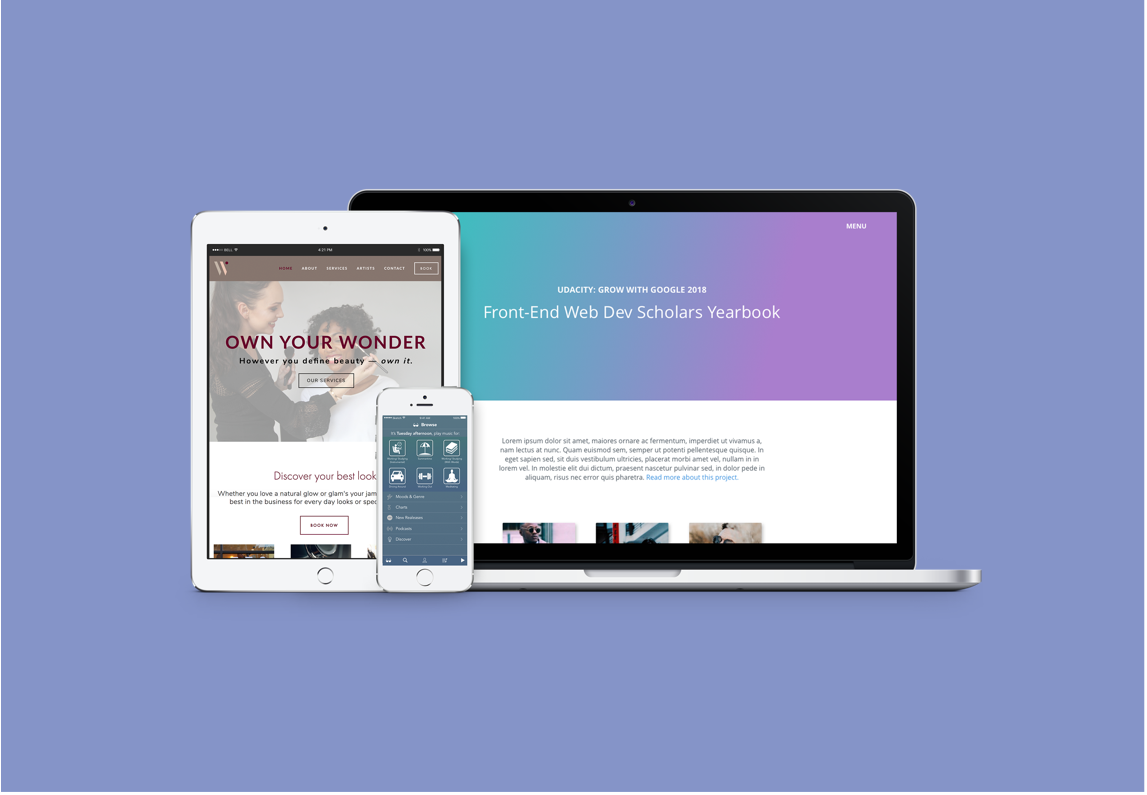 4:21 PM
100%
HOME ABOUT SERVICES ARTISTS CONTACT BOOK
OWN YOUR WONDER
However you define beauty — own it.
OUR SERVICES
Discover your best look
Whether you love a natural glow or glam's your jam
best in the business for every day looks or spec
BOOK NOW
Browse
It's Tuesday afternoon, play music for:
Moods & Genre
Charts
New Releases
Podcasts
Discover
MENU
UDACITY: GROW WITH GOOGLE 2018
Front-End Web Dev Scholars Yearbook
Lorem ipsum dolor sit amet, maiores ornare ac fermentum, imperdiet ut vivamus a,
nam lectus at nunc. Quam euismod sem, semper ut potenti pellentesque quisque. In
eget sapien sed, sit duis vestibulum ultricies, placerat morbi amet vel, nullam in in
lorem vel. In molestie elit dui dictum, praesent nascetur pulvinar sed, in dolor pede in
aliquam, risus nec error quis pharetra. Read more about this project.